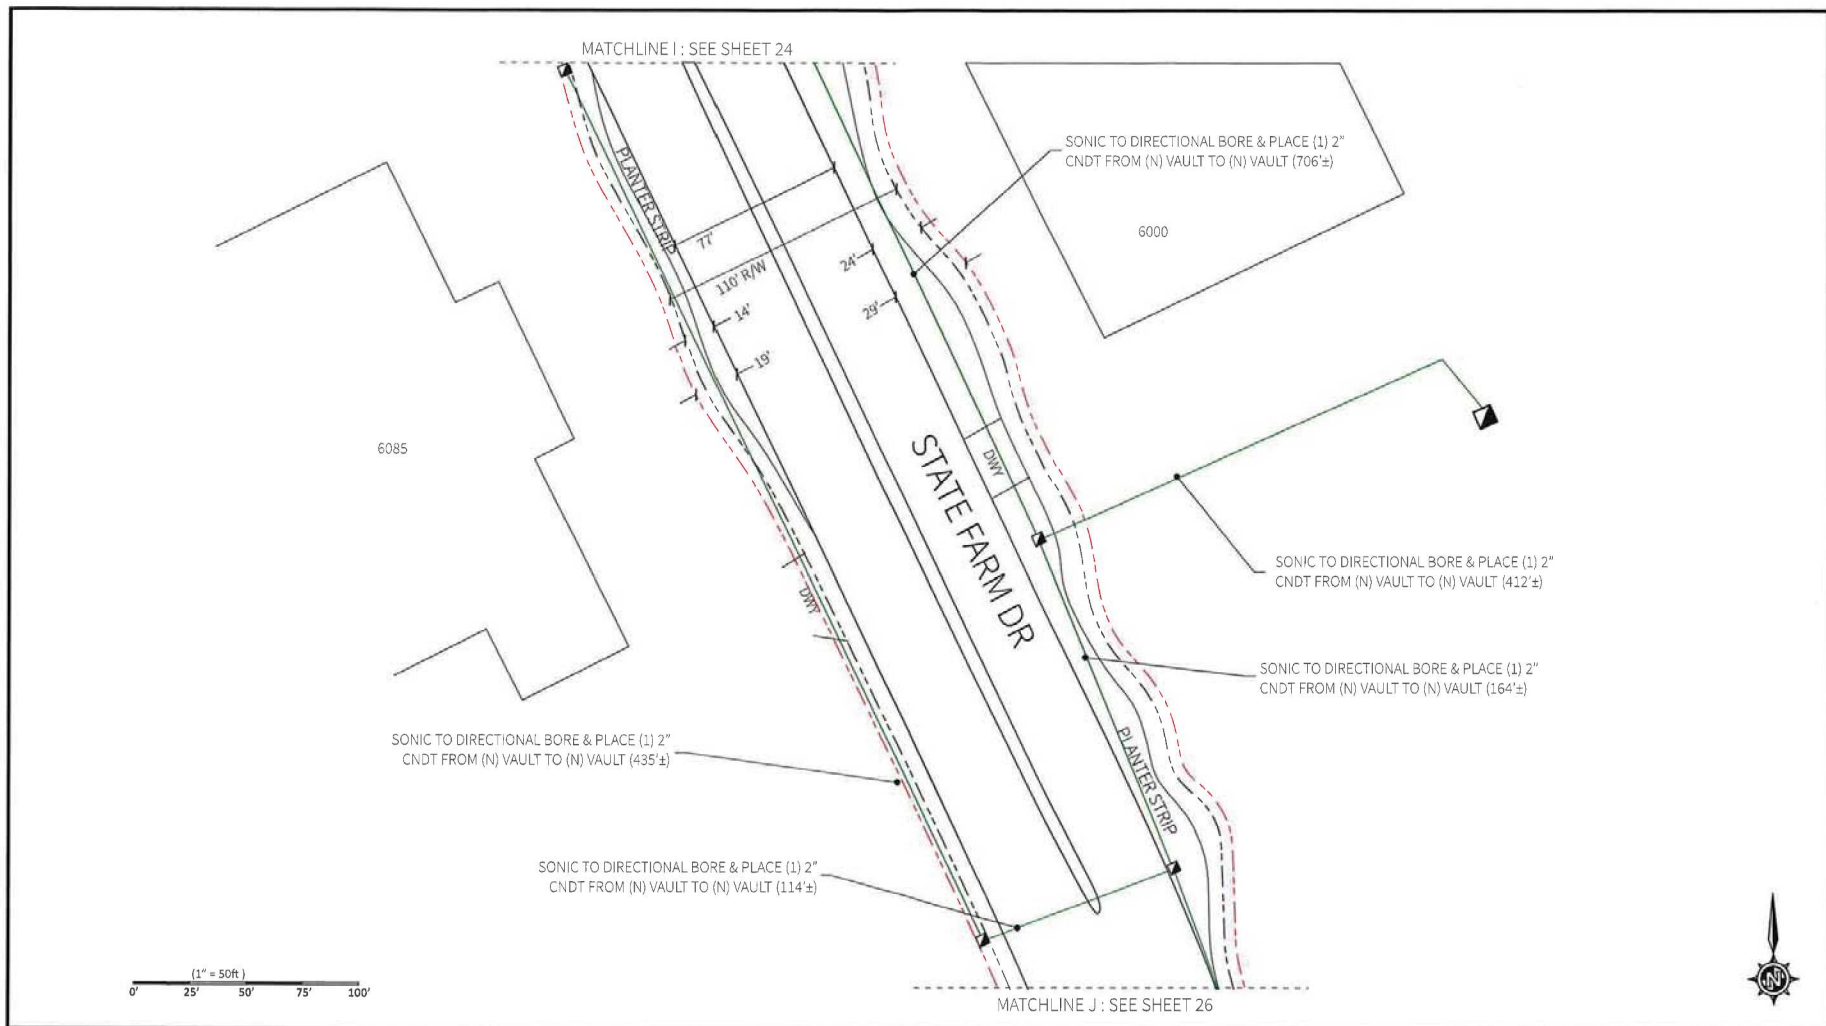 MATCHLINE I : SEE SHEET 24
SONIC TO DIRECTIONAL BORE & PLACE (1) 2"
CNDT FROM (N) VAULT TO (N) VAULT (706'±)
PLANTER STRIP
6000
77'
110' R/W
24'
29'
14'
19'
6085
DWY
STATE FARM DR
SONIC TO DIRECTIONAL BORE & PLACE (1) 2"
CNDT FROM (N) VAULT TO (N) VAULT (412'±)
DWY
SONIC TO DIRECTIONAL BORE & PLACE (1) 2"
CNDT FROM (N) VAULT TO (N) VAULT (164'±)
SONIC TO DIRECTIONAL BORE & PLACE (1) 2"
CNDT FROM (N) VAULT TO (N) VAULT (435'±)
PLANTER STRIP
SONIC TO DIRECTIONAL BORE & PLACE (1) 2"
CNDT FROM (N) VAULT TO (N) VAULT (114'±)
(1" = 50ft )
0' 25' 50' 75' 100'
N
MATCHLINE J : SEE SHEET 26